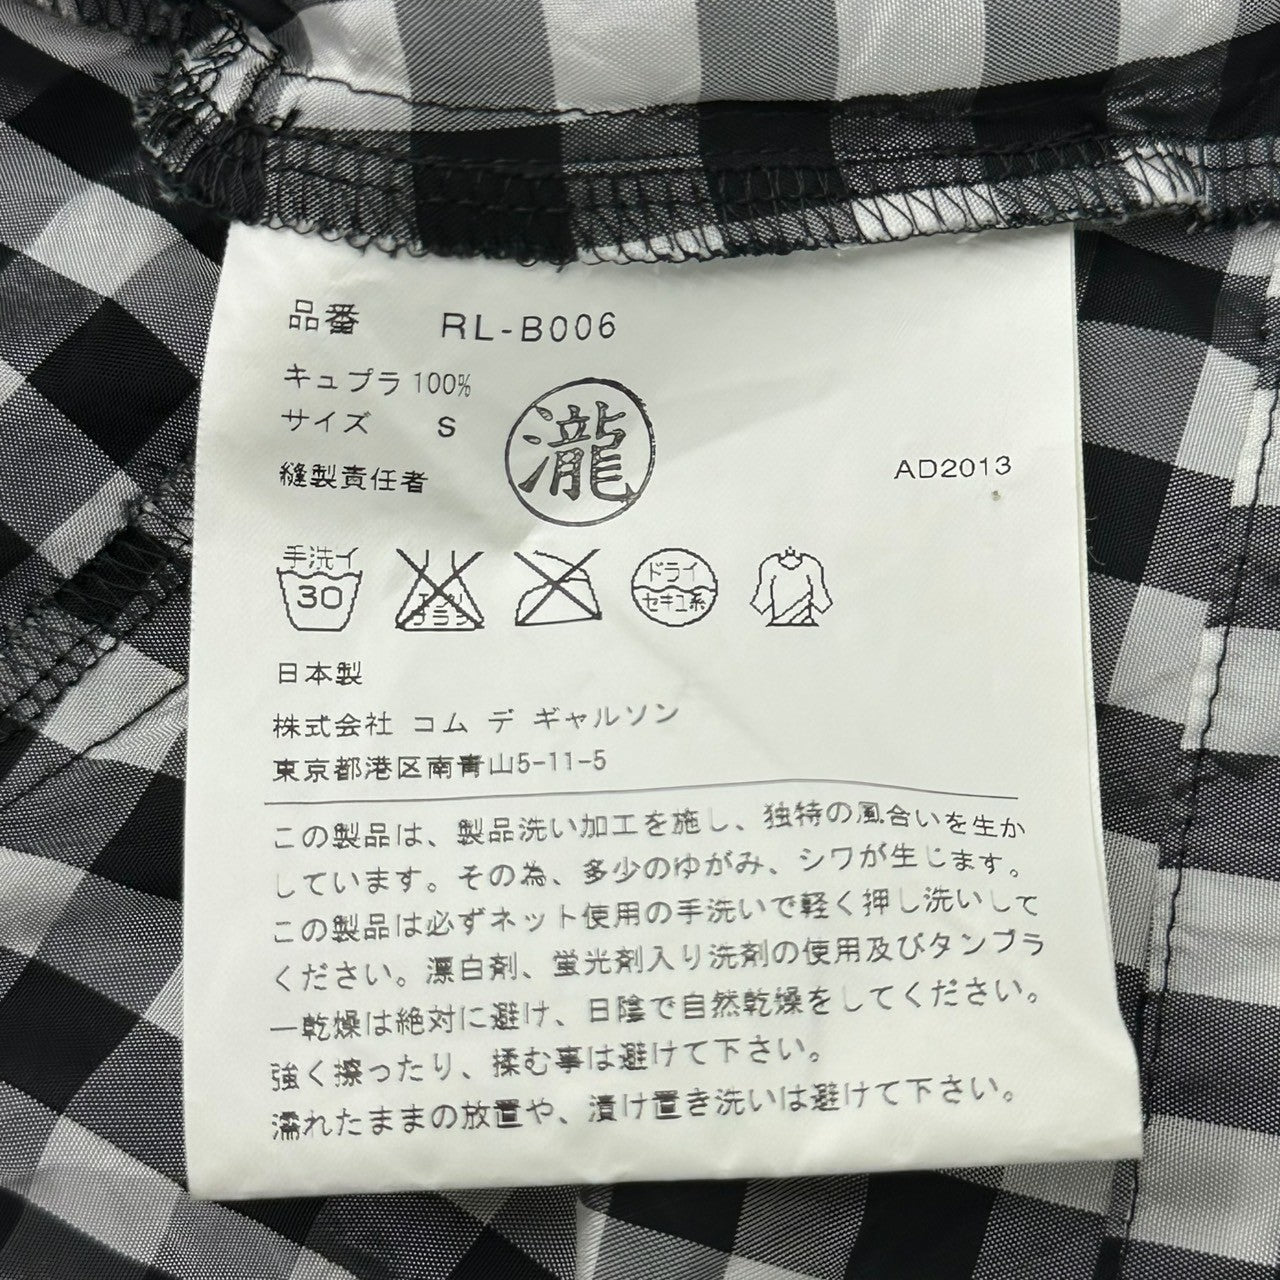 品番 RL-B006
キュプラ 100%
サイズ S
瀧
縫製責任者
AD2013
手洗イ
30
エンソ
サラシ
ドライ
セキユ系
日本製
株式会社 コム デ ギャルソン
東京都港区南青山5-11-5
この製品は、製品洗い加工を施し、独特の風合いを生か
しています。その為、多少のゆがみ、シワが生じます。
この製品は必ずネット使用の手洗いで軽く押し洗いして
ください。漂白剤、蛍光剤入り洗剤の使用及びタンブラ
ー乾燥は絶対に避け、日陰で自然乾燥をしてください。
強く擦ったり、揉む事は避けて下さい。
濡れたままの放置や、漬け置き洗いは避けて下さい。